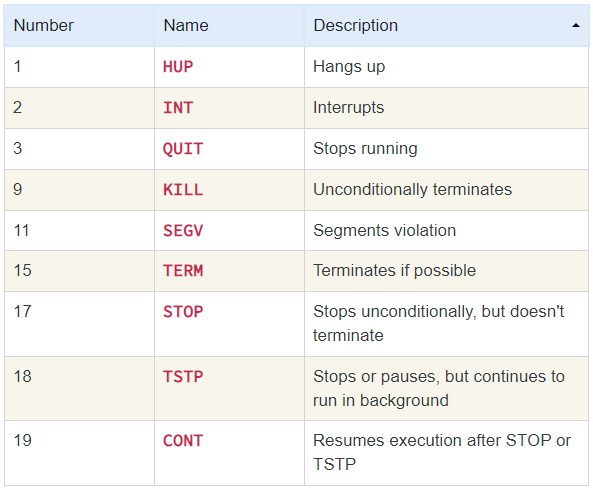 Number Name Description
1 HUP Hangs up
2 INT Interrupts
3 QUIT Stops running
9 KILL Unconditionally terminates
11 SEGV Segments violation
15 TERM Terminates if possible
17 STOP Stops unconditionally, but doesn't
terminate
18 TSTP Stops or pauses, but continues to
run in background
19 CONT Resumes execution after STOP or
TSTP